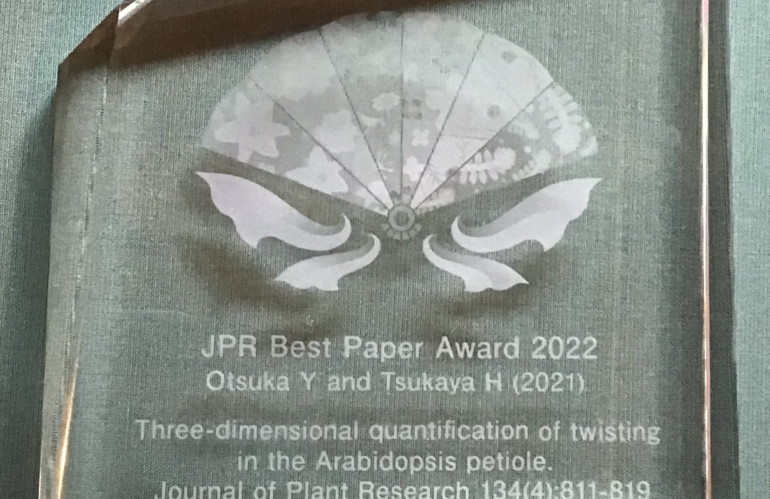 JPR Best Paper Award 2022
Otsuka Y and Tsukaya H (2021)
Three-dimensional quantification of twisting
in the Arabidopsis petiole.
Journal of Plant Research 134(4):811-819